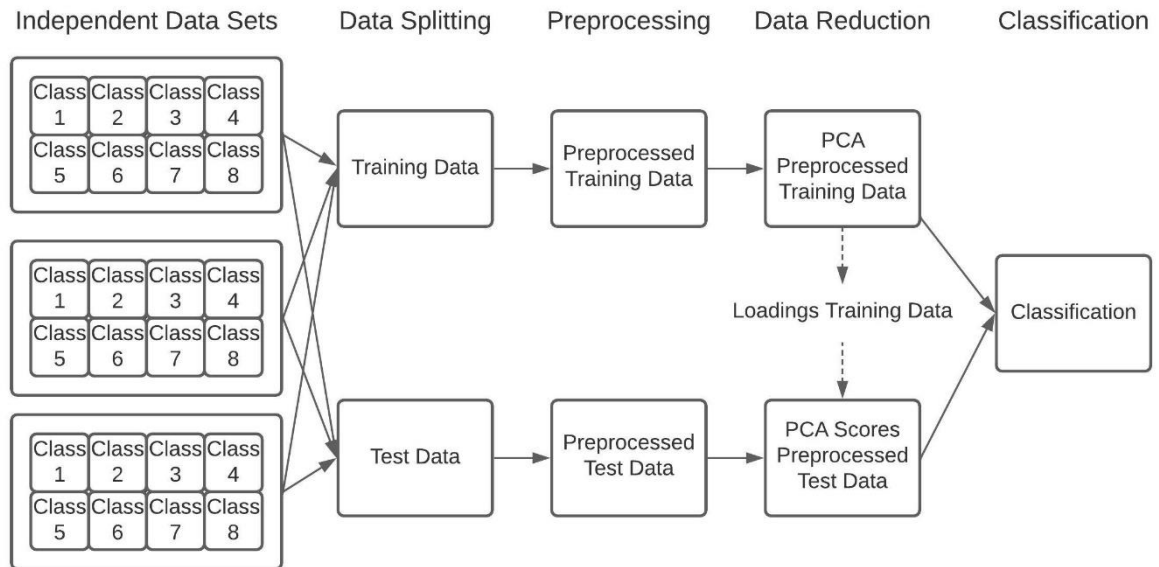 Independent Data Sets
Data Splitting
Preprocessing
Data Reduction
Classification
Class Class Class Class
1 2 3 4
Class Class Class Class
5 6 7 8
Class Class Class Class
1 2 3 4
Class Class Class Class
5 6 7 8
Class Class Class Class
1 2 3 4
Class Class Class Class
5 6 7 8
Training Data
Test Data
Preprocessed
Training Data
Preprocessed
Test Data
PCA
Preprocessed
Training Data
Loadings Training Data
PCA Scores
Preprocessed
Test Data
Classification